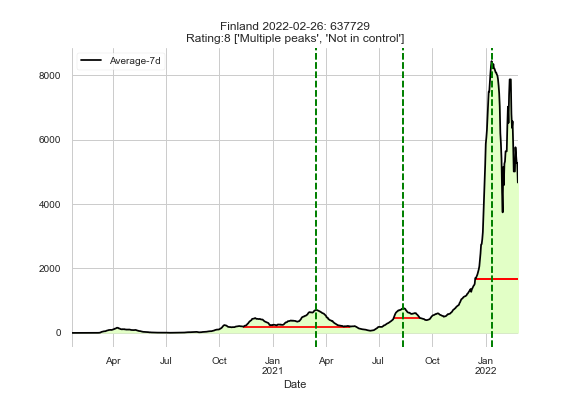 Finland 2022-02-26: 637729
Rating:8 ['Multiple peaks', 'Not in control']
Average-7d
8000
6000
4000
2000
0
Apr Jul Oct Jan Apr Jul Oct Jan
2021 2022
Date